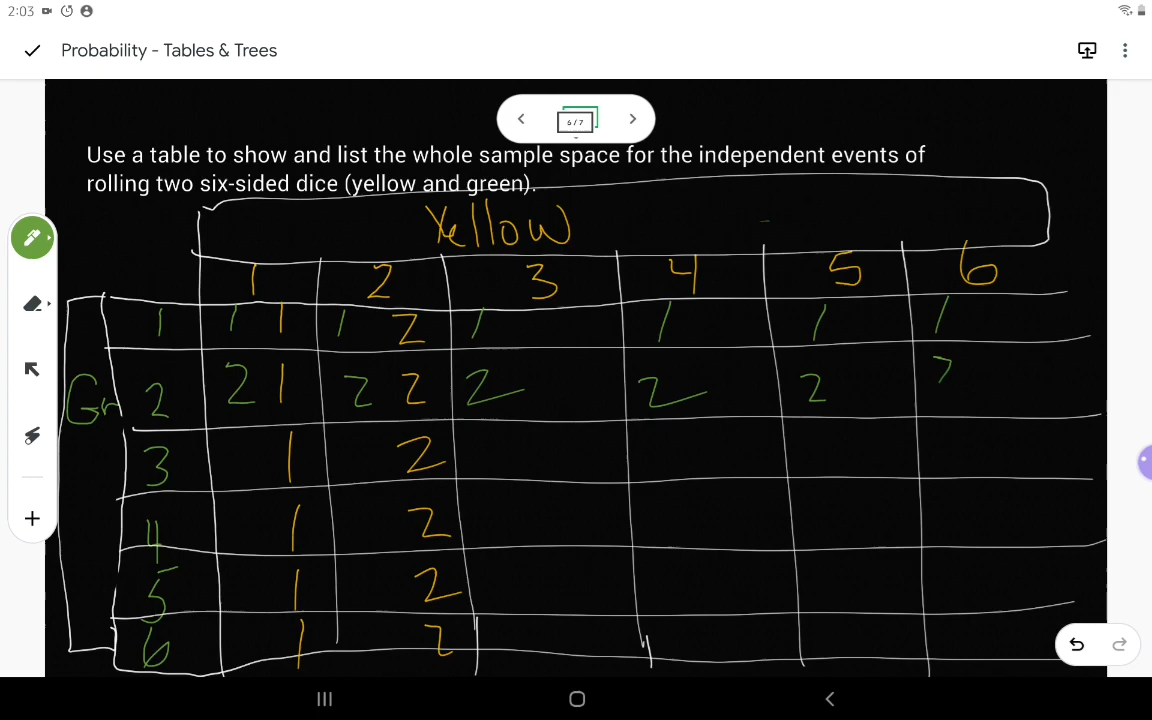 2:03
Probability - Tables & Trees
6/7
Use a table to show and list the whole sample space for the independent events of
rolling two six-sided dice (yellow and green).
Yellow
1 2 3 4 5 6
1 1 1 1 2 1 1 1 1
Gr 2 2 1 2 2 2 2 2 2
3 1 2
4 1 2
5 1 2
6 1 2